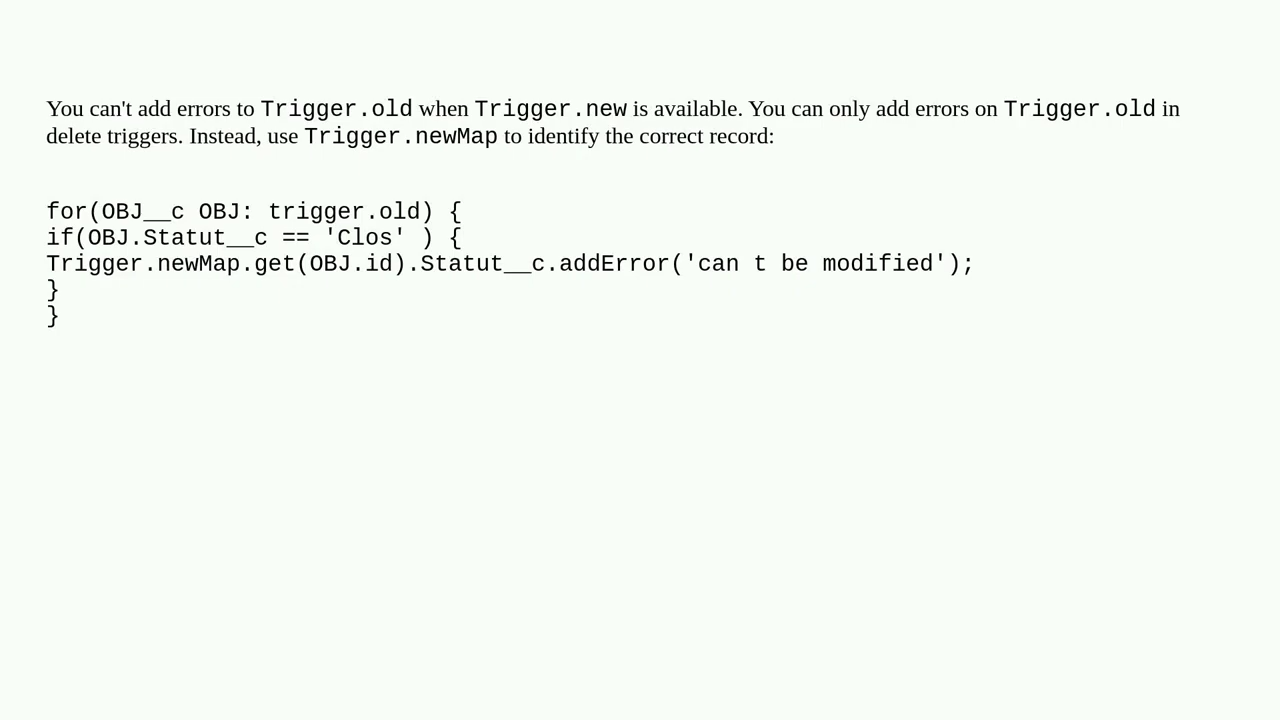 You can't add errors to Trigger.old when Trigger.new is available. You can only add errors on Trigger.old in
delete triggers. Instead, use Trigger.newMap to identify the correct record:
for(OBJ__c OBJ: trigger.old) {
if(OBJ.Statut__c == 'Clos' ) {
Trigger.newMap.get(OBJ.id).Statut__c.addError('can t be modified');
}
}